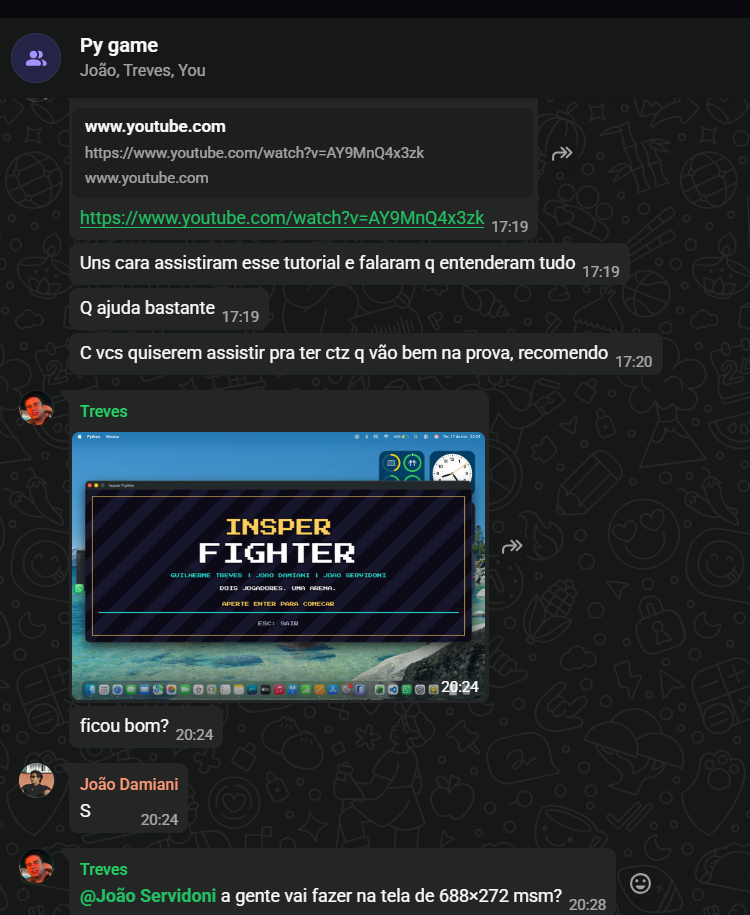 Py game
João, Treves, You
www.youtube.com
https://www.youtube.com/watch?v=AY9MnQ4x3zk
www.youtube.com
https://www.youtube.com/watch?v=AY9MnQ4x3zk 17:19
Uns cara assistiram esse tutorial e falaram q entenderam tudo 17:19
Q ajuda bastante 17:19
C vcs quiserem assistir pra ter ctz q vão bem na prova, recomendo 17:20
Treves
Python Window
Insper Fighter
INSPER
FIGHTER
GUILHERME TREVES | JOAO DAMIANI | JOAO SERVIDONI
DOIS JOGADORES. UMA ARENA.
APERTE ENTER PARA COMECAR
ESC: SAIR
20:24
ficou bom? 20:24
João Damiani
S 20:24
Treves
@João Servidoni a gente vai fazer na tela de 688×272 msm? 20:28